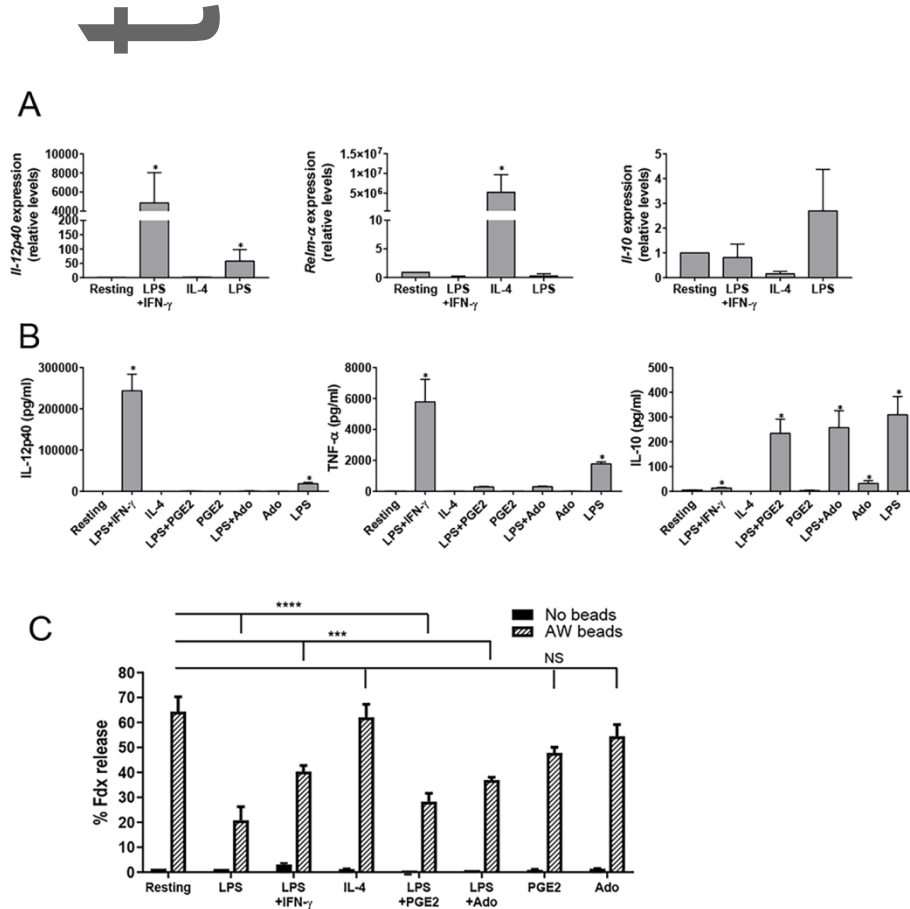 t
A
Il-12p40 expression
(relative levels)
10000
8000
6000
4000
200
150
100
50
0
*
*
Resting LPS IL-4 LPS
+IFN-γ
Relm-α expression
(relative levels)
1.5×10⁷
1×10⁷
5×10⁶
10
5
0
*
Resting LPS IL-4 LPS
+IFN-γ
Il-10 expression
(relative levels)
5
4
3
2
1
0
Resting LPS IL-4 LPS
+IFN-γ
B
IL-12p40 (pg/ml)
300000
200000
100000
0
*
*
Resting LPS+IFN-γ IL-4 LPS+PGE2 PGE2 LPS+Ado Ado LPS
TNF-α (pg/ml)
8000
6000
4000
2000
0
*
*
Resting LPS+IFN-γ IL-4 LPS+PGE2 PGE2 LPS+Ado Ado LPS
IL-10 (pg/ml)
500
400
300
200
100
0
* * * * *
Resting LPS+IFN-γ IL-4 LPS+PGE2 PGE2 LPS+Ado Ado LPS
C
****
***
NS
No beads
AW beads
% Fdx release
80
70
60
50
40
30
20
10
0
Resting LPS LPS IL-4 LPS LPS PGE2 Ado
+IFN-γ +PGE2 +Ado